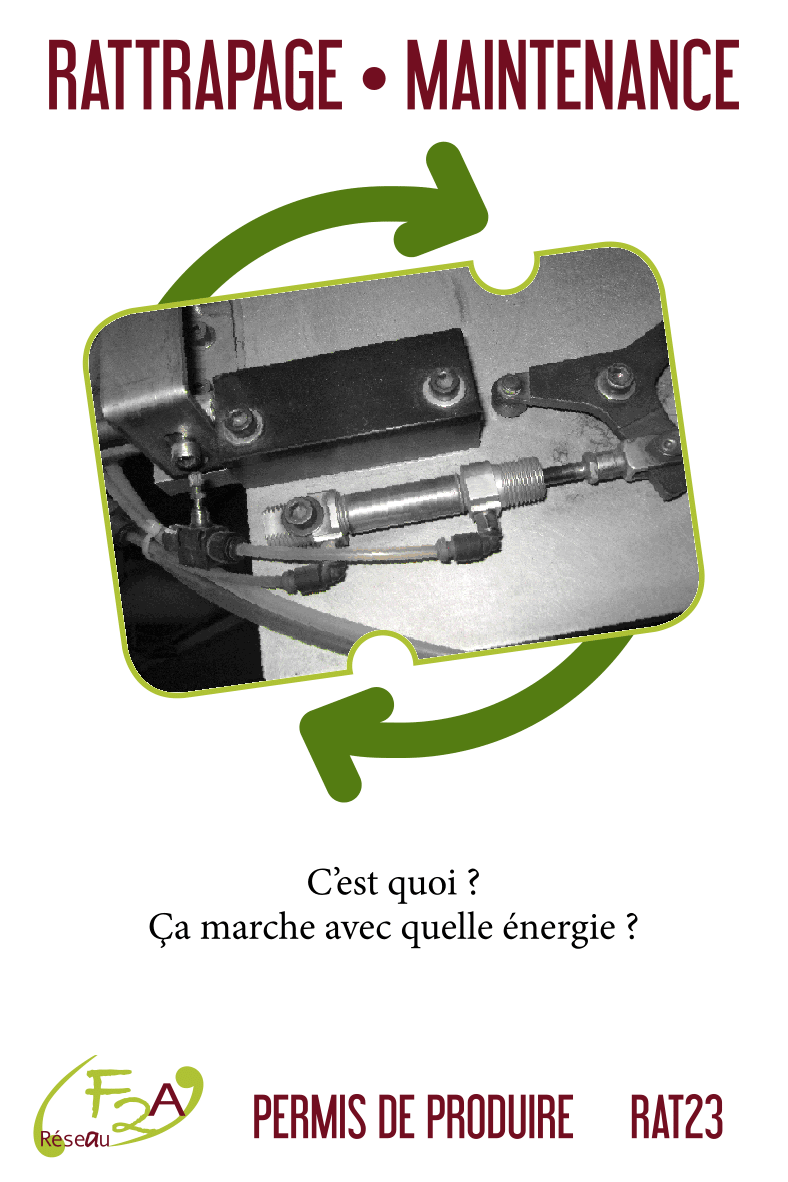 RATTRAPAGE • MAINTENANCE
C’est quoi ?
Ça marche avec quelle énergie ?
F2A
Réseau
PERMIS DE PRODUIRE RAT23